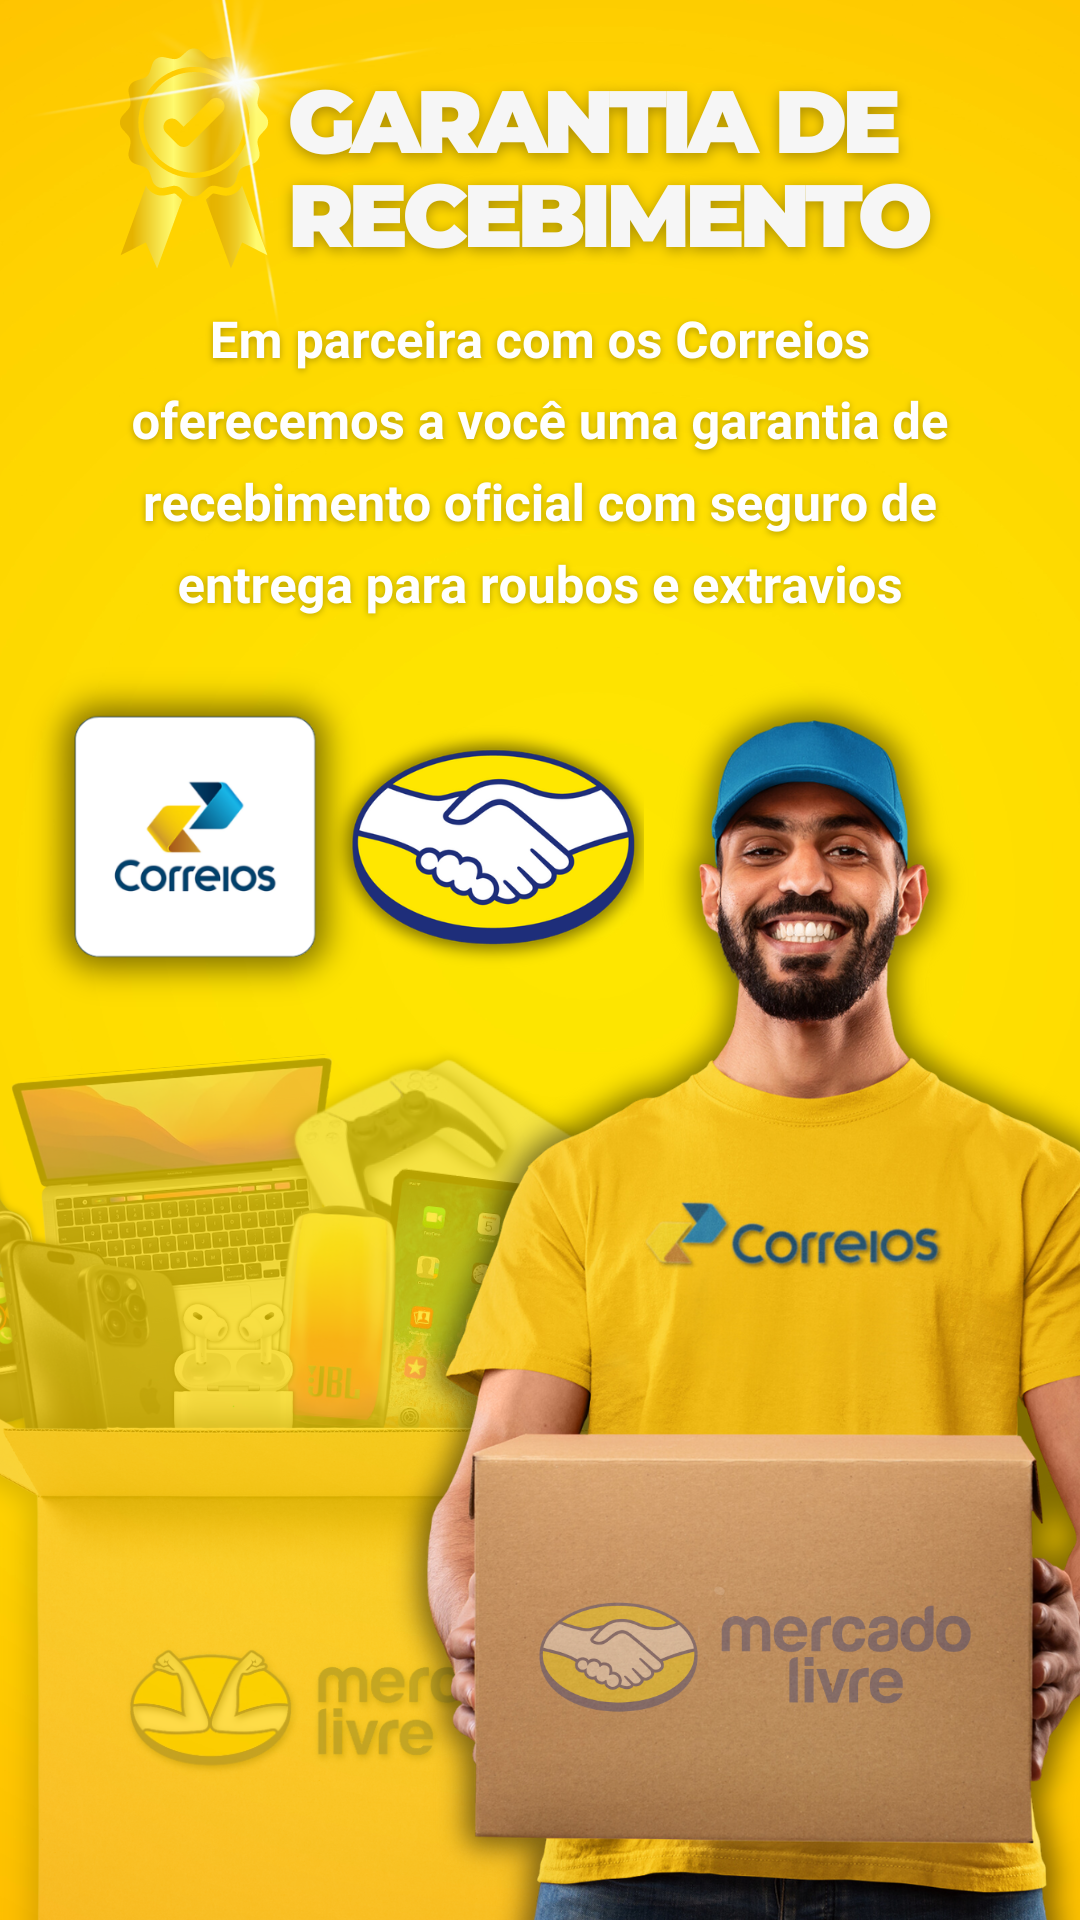 GARANTIA DE
RECEBIMENTO
Em parceira com os Correios
oferecemos a você uma garantia de
recebimento oficial com seguro de
entrega para roubos e extravios
Correios
Correios
JBL
mercado
livre
livre